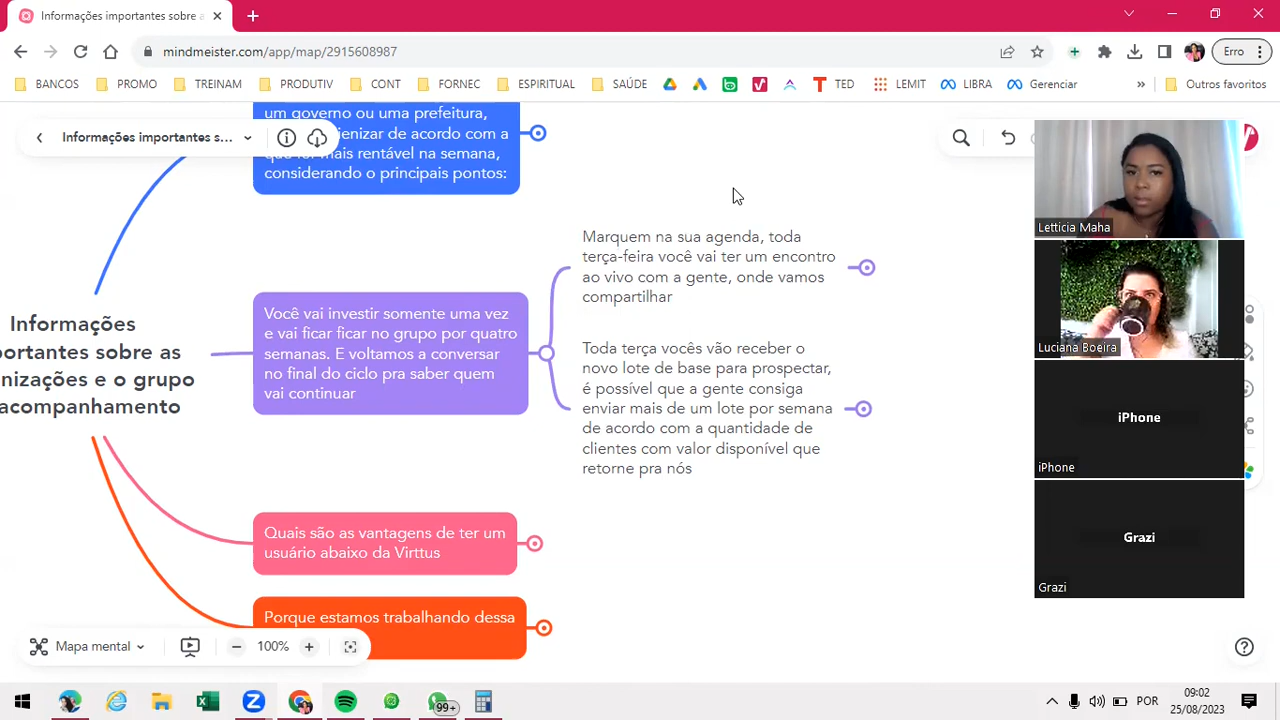 Informações importantes sobre a
mindmeister.com/app/map/2915608987
Erro
BANCOS
PROMO
TREINAM
PRODUTIV
CONT
FORNEC
ESPIRITUAL
SAÚDE
TED
LEMIT
LIBRA
Gerenciar
»
Outros favoritos
Informações importantes s...
um governo ou uma prefeitura,
ienizar de acordo com a
mais rentável na semana,
considerando o principais pontos:
Marquem na sua agenda, toda
terça-feira você vai ter um encontro
ao vivo com a gente, onde vamos
compartilhar
Você vai investir somente uma vez
e vai ficar ficar no grupo por quatro
semanas. E voltamos a conversar
no final do ciclo pra saber quem
vai continuar
Toda terça vocês vão receber o
novo lote de base para prospectar,
é possível que a gente consiga
enviar mais de um lote por semana
de acordo com a quantidade de
clientes com valor disponível que
retorne pra nós
Informações
portantes sobre as
nizações e o grupo
acompanhamento
Quais são as vantagens de ter um
usuário abaixo da Virttus
Porque estamos trabalhando dessa
Letticia Maha
Luciana Boeira
iPhone
iPhone
Grazi
Grazi
Mapa mental
100%
99+
POR
09:02
25/08/2023